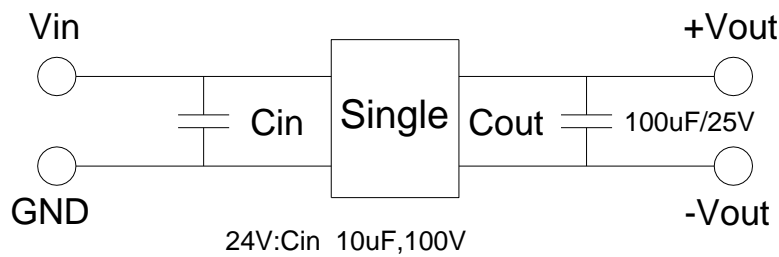 Vin
+Vout
Cin
Single
Cout
100uF/25V
GND
-Vout
24V:Cin 10uF,100V